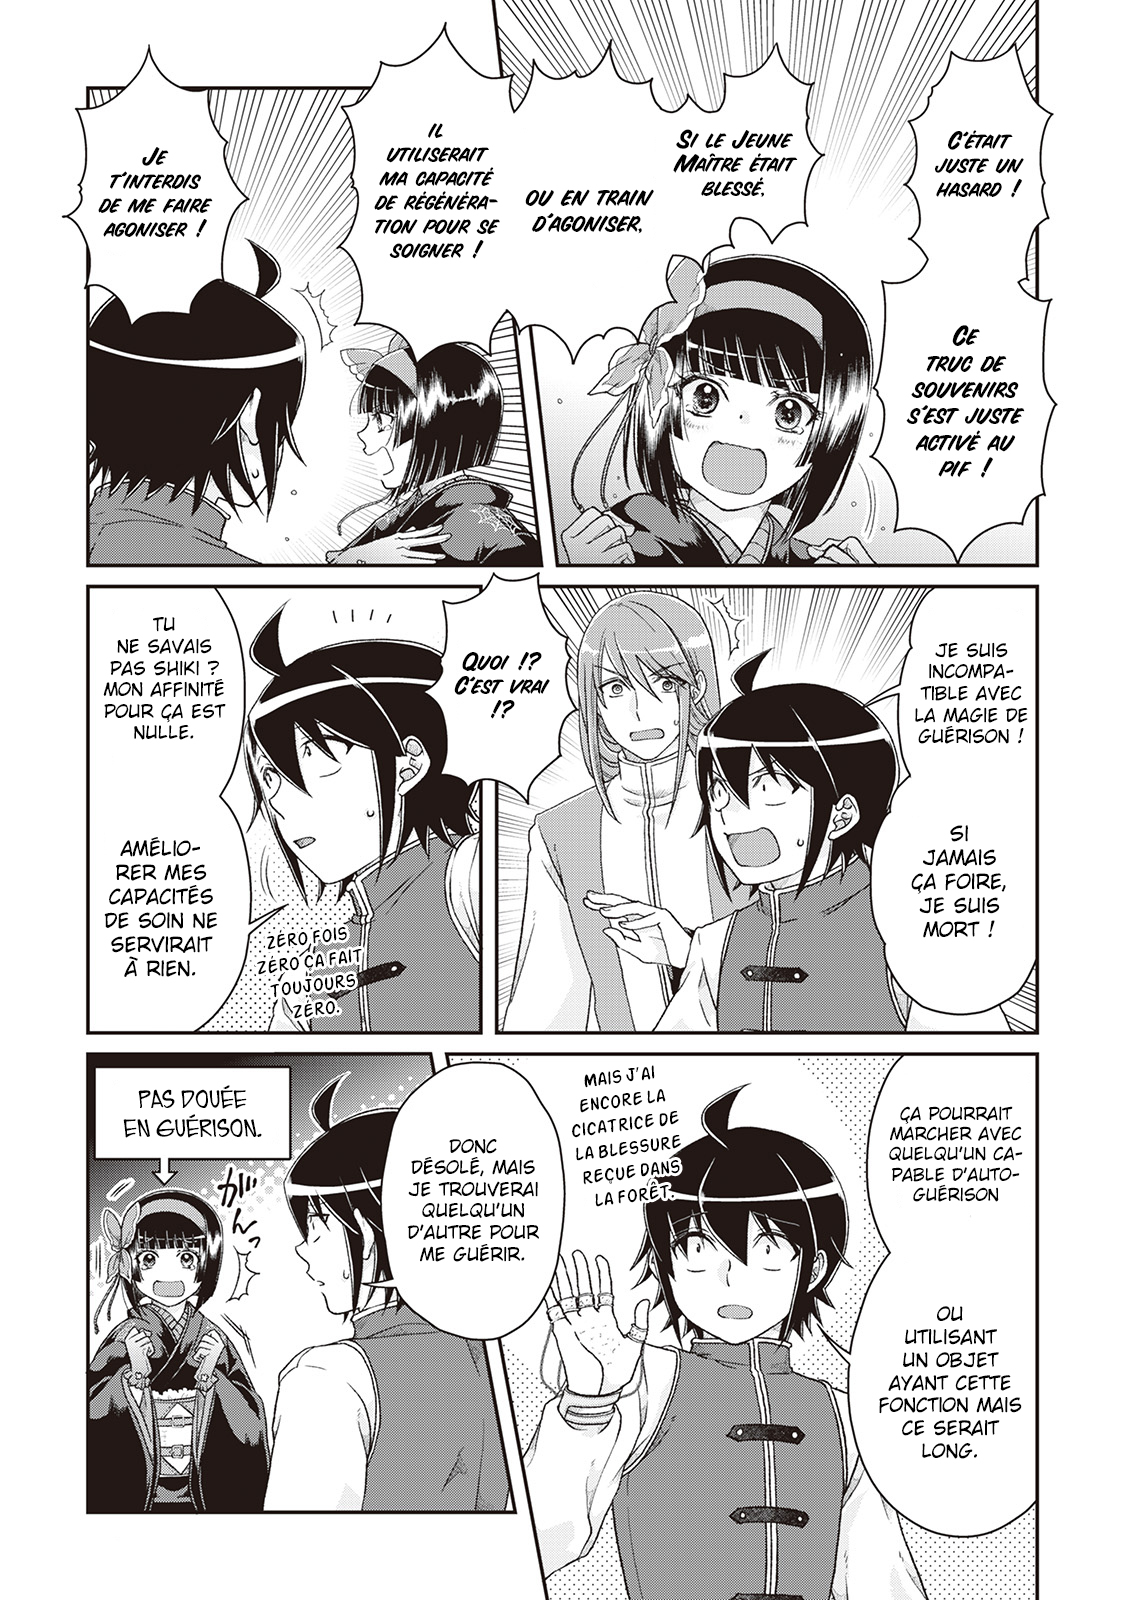 C'était
juste un
hasard !
Ce
truc de
souvenirs
s'est juste
activé au
pif !
Si le Jeune
Maître était
blessé,
ou en train
d'agoniser,
il
utiliserait
ma capacité
de régénéra-
tion pour se
soigner !
Je
t'interdis
de me faire
agoniser !
JE SUIS
INCOMPA-
TIBLE AVEC
LA MAGIE DE
GUÉRISON !
SI
JAMAIS
ÇA FOIRE,
JE SUIS
MORT !
Quoi !?
C'est vrai
!?
TU
NE SAVAIS
PAS SHIKI ?
MON AFFINITÉ
POUR ÇA EST
NULLE.
AMÉLIO-
RER MES
CAPACITÉS
DE SOIN NE
SERVIRAIT
À RIEN.
ZÉRO FOIS
ZÉRO ÇA FAIT
TOUJOURS
ZÉRO.
ÇA POURRAIT
MARCHER AVEC
QUELQU'UN CA-
PABLE D'AUTO-
GUÉRISON
OU
UTILISANT
UN OBJET
AYANT CETTE
FONCTION MAIS
CE SERAIT
LONG.
MAIS J'AI
ENCORE LA
CICATRICE DE
LA BLESSURE
REÇUE DANS
LA FORÊT.
DONC
DÉSOLÉ, MAIS
JE TROUVERAI
QUELQU'UN
D'AUTRE POUR
ME GUÉRIR.
PAS DOUÉE
EN GUÉRISON.
がーんっ